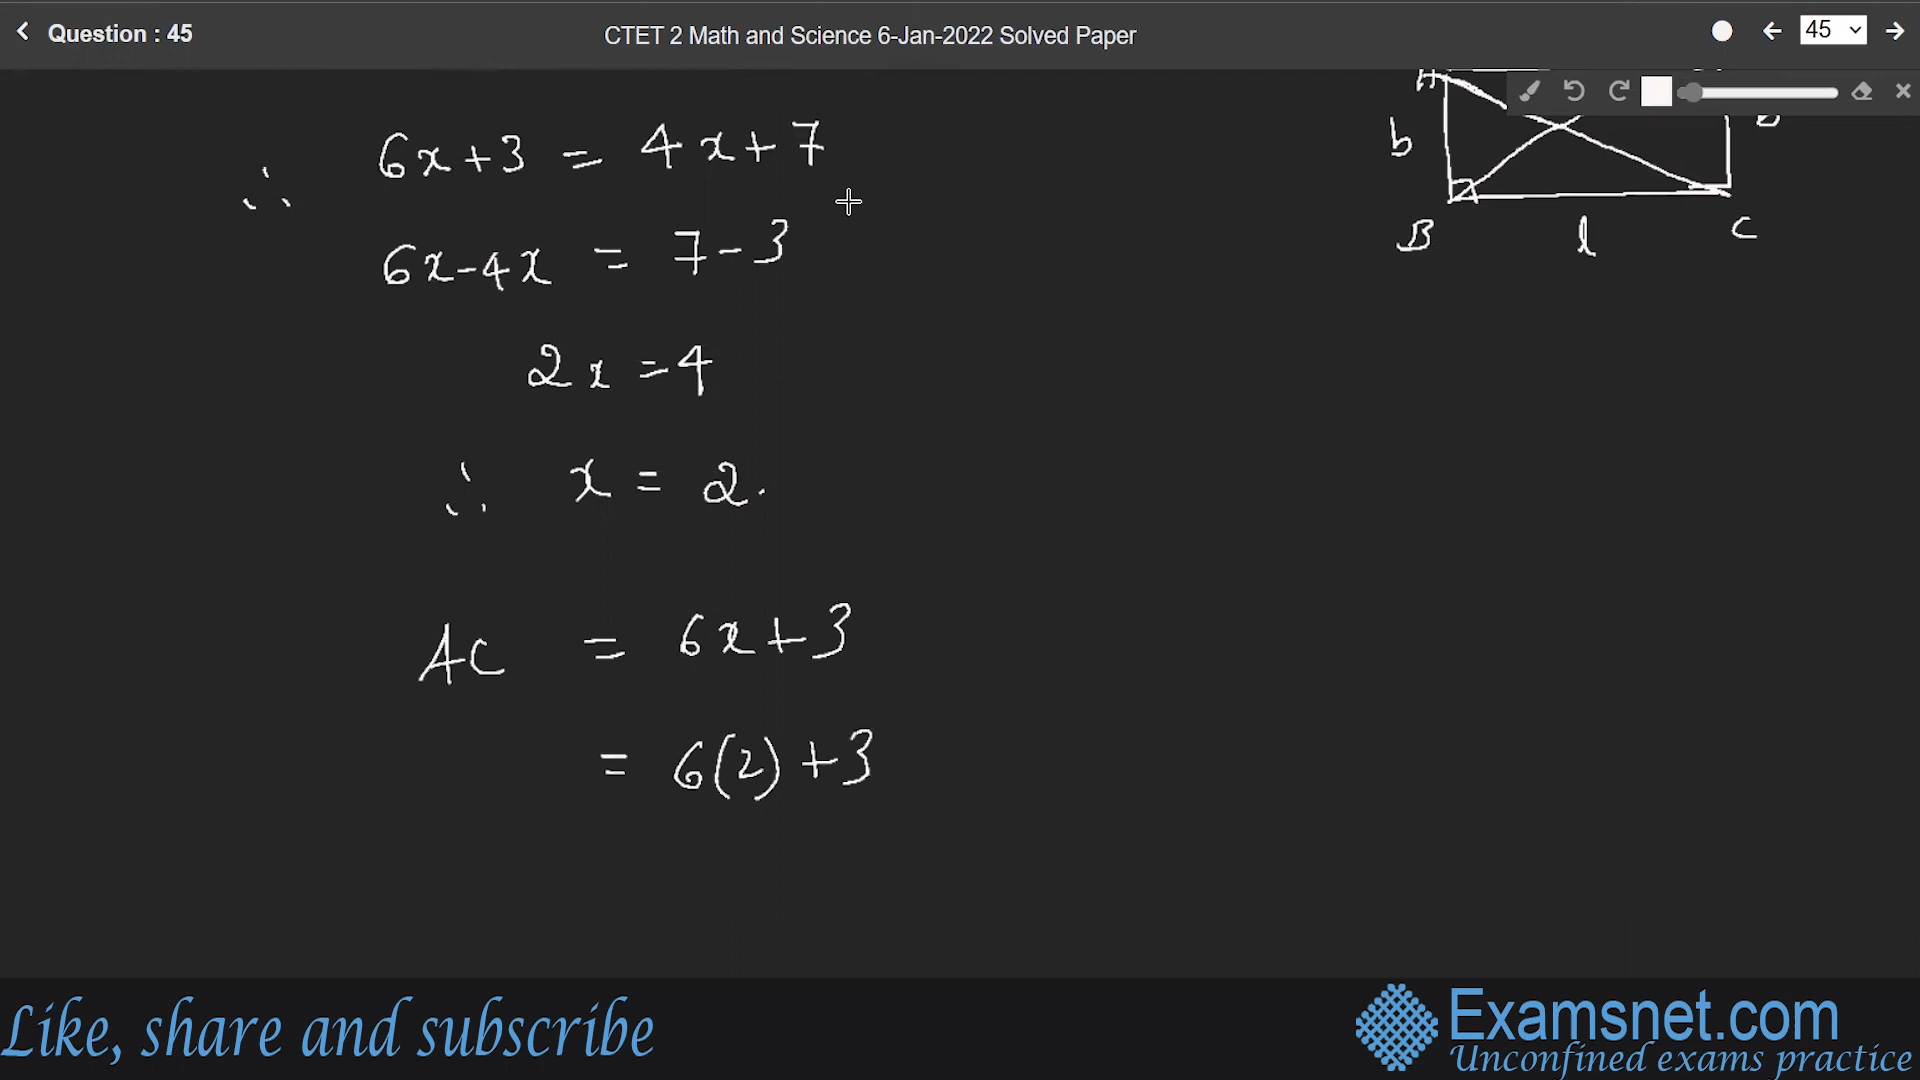 Question : 45
CTET 2 Math and Science 6-Jan-2022 Solved Paper
45
∴ 6x+3 = 4x+7
6x-4x = 7-3
2x = 4
∴ x = 2.
AC = 6x+3
= 6(2)+3
A
b
B
l
C
Like, share and subscribe
Examsnet.com
Unconfined exams practice